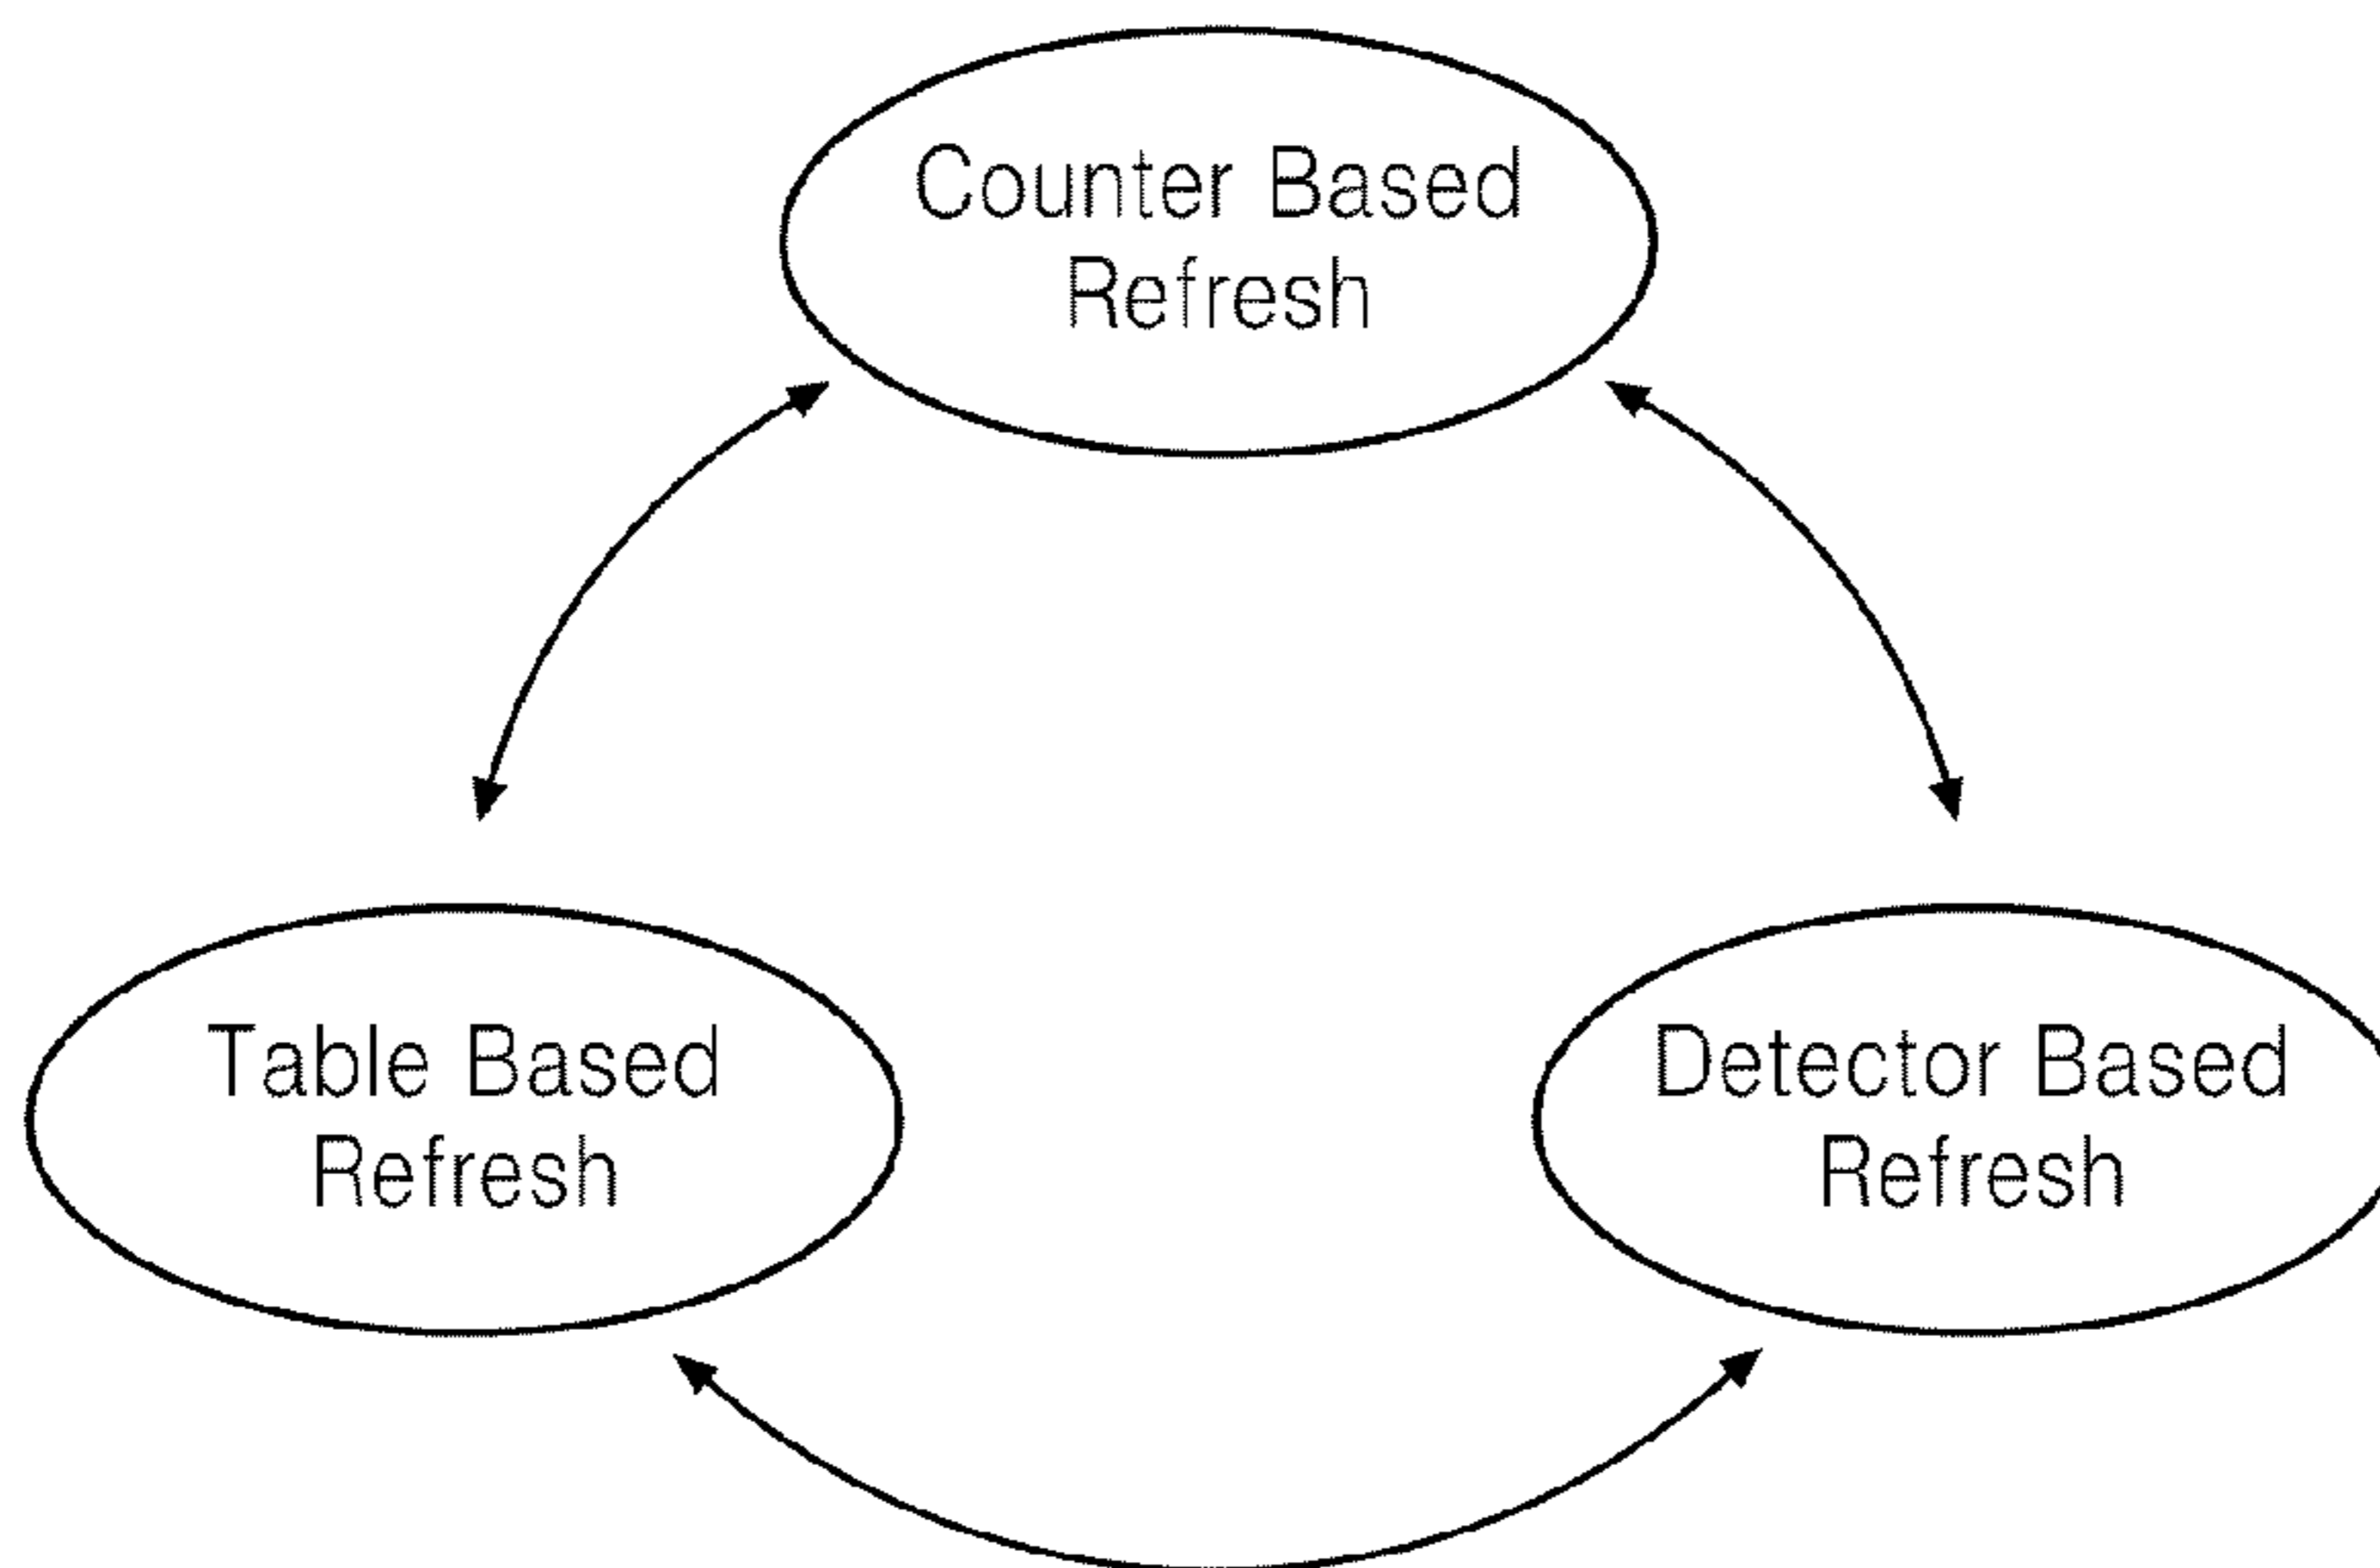 Counter Based
Refresh
Table Based
Refresh
Detector Based
Refresh